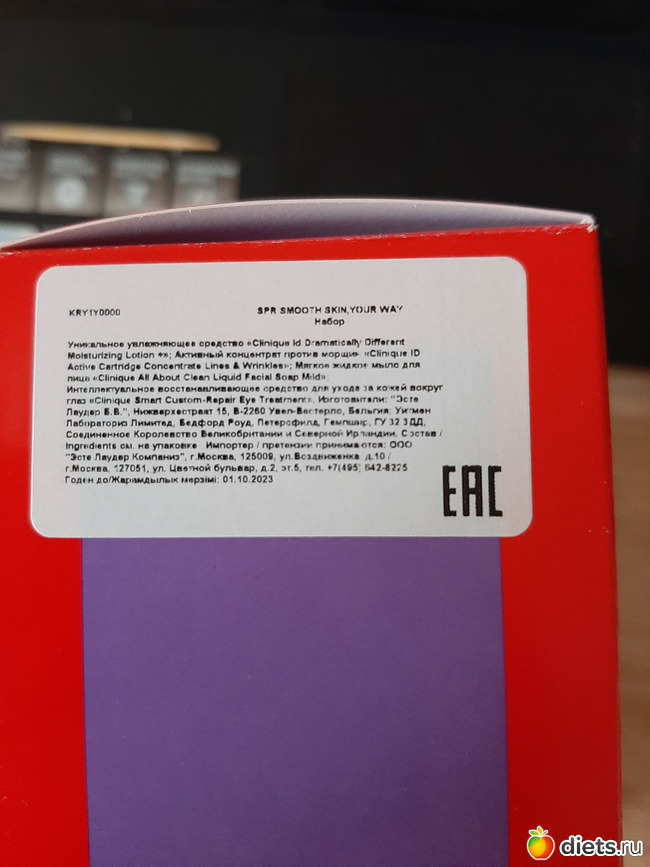 KRY1Y0000 SPR SMOOTH SKIN,YOUR WAY
Набор
Уникальное увлажняющее средство «Clinique Id Dramatically Different
Moisturizing Lotion +»; Активный концентрат против морщин «Clinique ID
Active Cartridge Concentrate Lines & Wrinkles»; Мягкое жидкое мыло для
лица «Clinique All About Clean Liquid Facial Soap Mild»;
Интеллектуальное восстанавливающее средство для ухода за кожей вокруг
глаз «Clinique Smart Custom-Repair Eye Treatment». Изготовители: "Эсте
Лаудер Б.В.", Нижверхестраат 15, В-2260 Увел-Вестерло, Бельгия; Уитмен
Лабораториз Лимитед, Бедфорд Роуд, Петерсфилд, Гемпшир, ГУ 32 3ДД,
Соединенное Королевство Великобритании и Северной Ирландии. Состав /
Ingredients см. на упаковке Импортер / претензии принимаются: ООО
"Эсте Лаудер Компаниз", г.Москва, 125009, ул.Воздвиженка д.10 /
г.Москва, 127051, ул. Цветной бульвар, д.2, эт.5, тел. +7(495) 642-8225
Годен до/Жарамдылык мерзімі: 01.10.2023
EAC
diets.ru